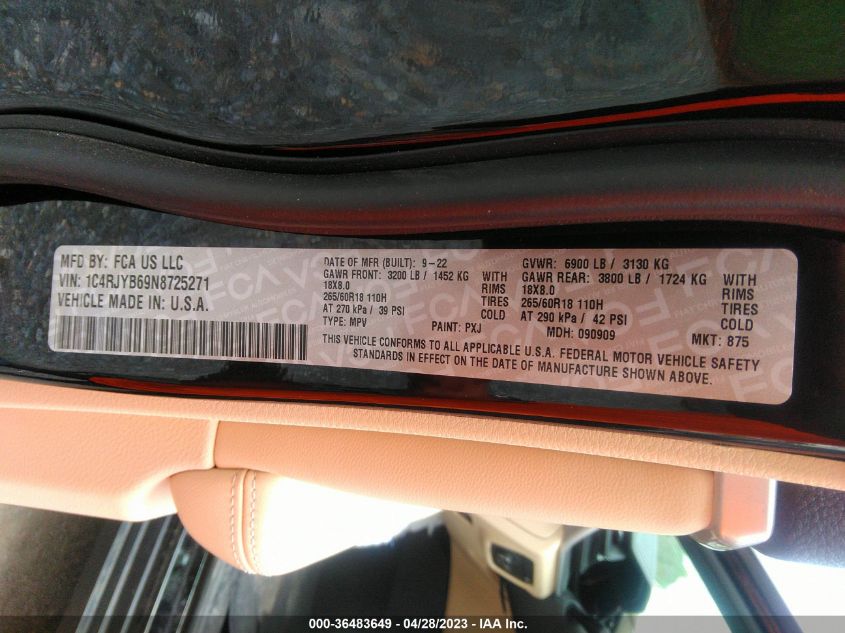 MFD BY: FCA US LLC
VIN: 1C4RJYB69N8725271
VEHICLE MADE IN U.S.A.
DATE OF MFR (BUILT): 9-22
GAWR FRONT: 3200 LB / 1452 KG WITH
18X8.0 RIMS
265/60R18 110H TIRES
AT 270 kPa / 39 PSI COLD
TYPE: MPV PAINT: PXJ
GVWR: 6900 LB / 3130 KG
GAWR REAR: 3800 LB / 1724 KG WITH
18X8.0 RIMS
265/60R18 110H TIRES
AT 290 kPa / 42 PSI COLD
MDH: 090909 MKT: 875
THIS VEHICLE CONFORMS TO ALL APPLICABLE U.S.A. FEDERAL MOTOR VEHICLE SAFETY
STANDARDS IN EFFECT ON THE DATE OF MANUFACTURE SHOWN ABOVE.
000-36483649 / 04/28/2023 - IAA Inc.